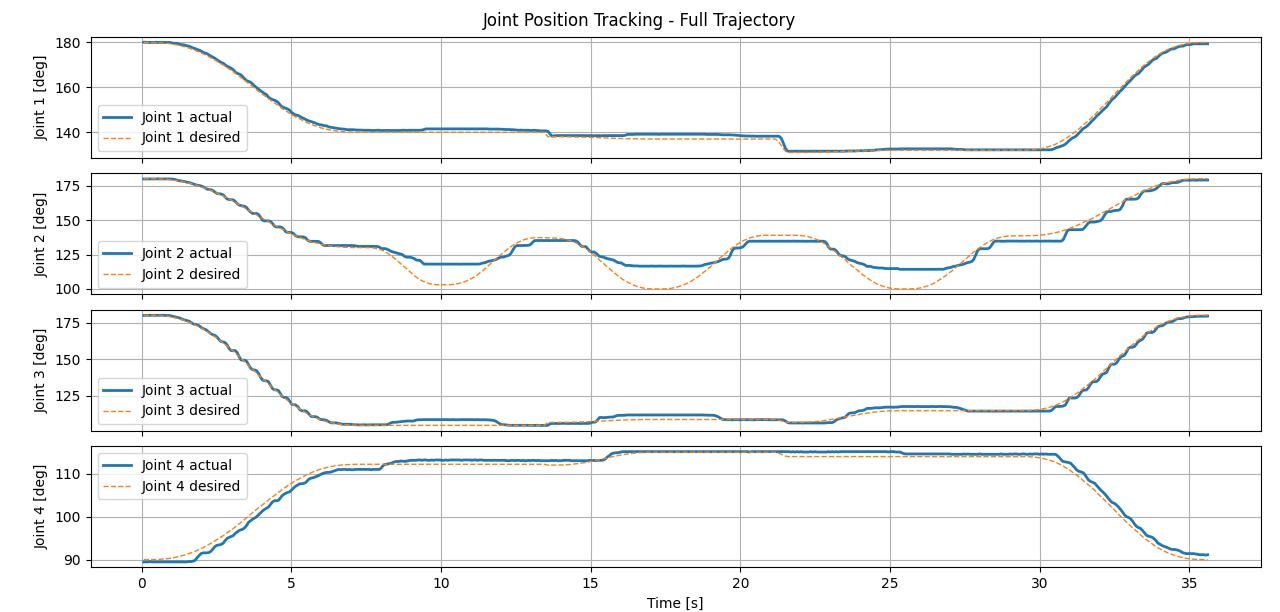 Joint Position Tracking - Full Trajectory
180
160
140
Joint 1 [deg]
Joint 1 actual
Joint 1 desired
175
150
125
100
Joint 2 [deg]
Joint 2 actual
Joint 2 desired
175
150
125
Joint 3 [deg]
Joint 3 actual
Joint 3 desired
110
100
90
Joint 4 [deg]
Joint 4 actual
Joint 4 desired
0 5 10 15 20 25 30 35
Time [s]